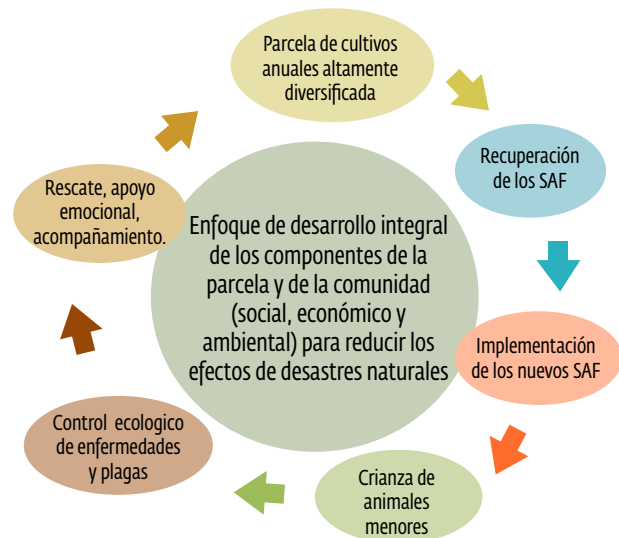 Parcela de cultivos
anuales altamente
diversificada
Recuperación
de los SAF
Implementación
de los nuevos SAF
Crianza de
animales
menores
Control ecologico
de enfermedades
y plagas
Rescate, apoyo
emocional,
acompañamiento.
Enfoque de desarrollo integral
de los componentes de la
parcela y de la comunidad
(social, económico y
ambiental) para reducir los
efectos de desastres naturales